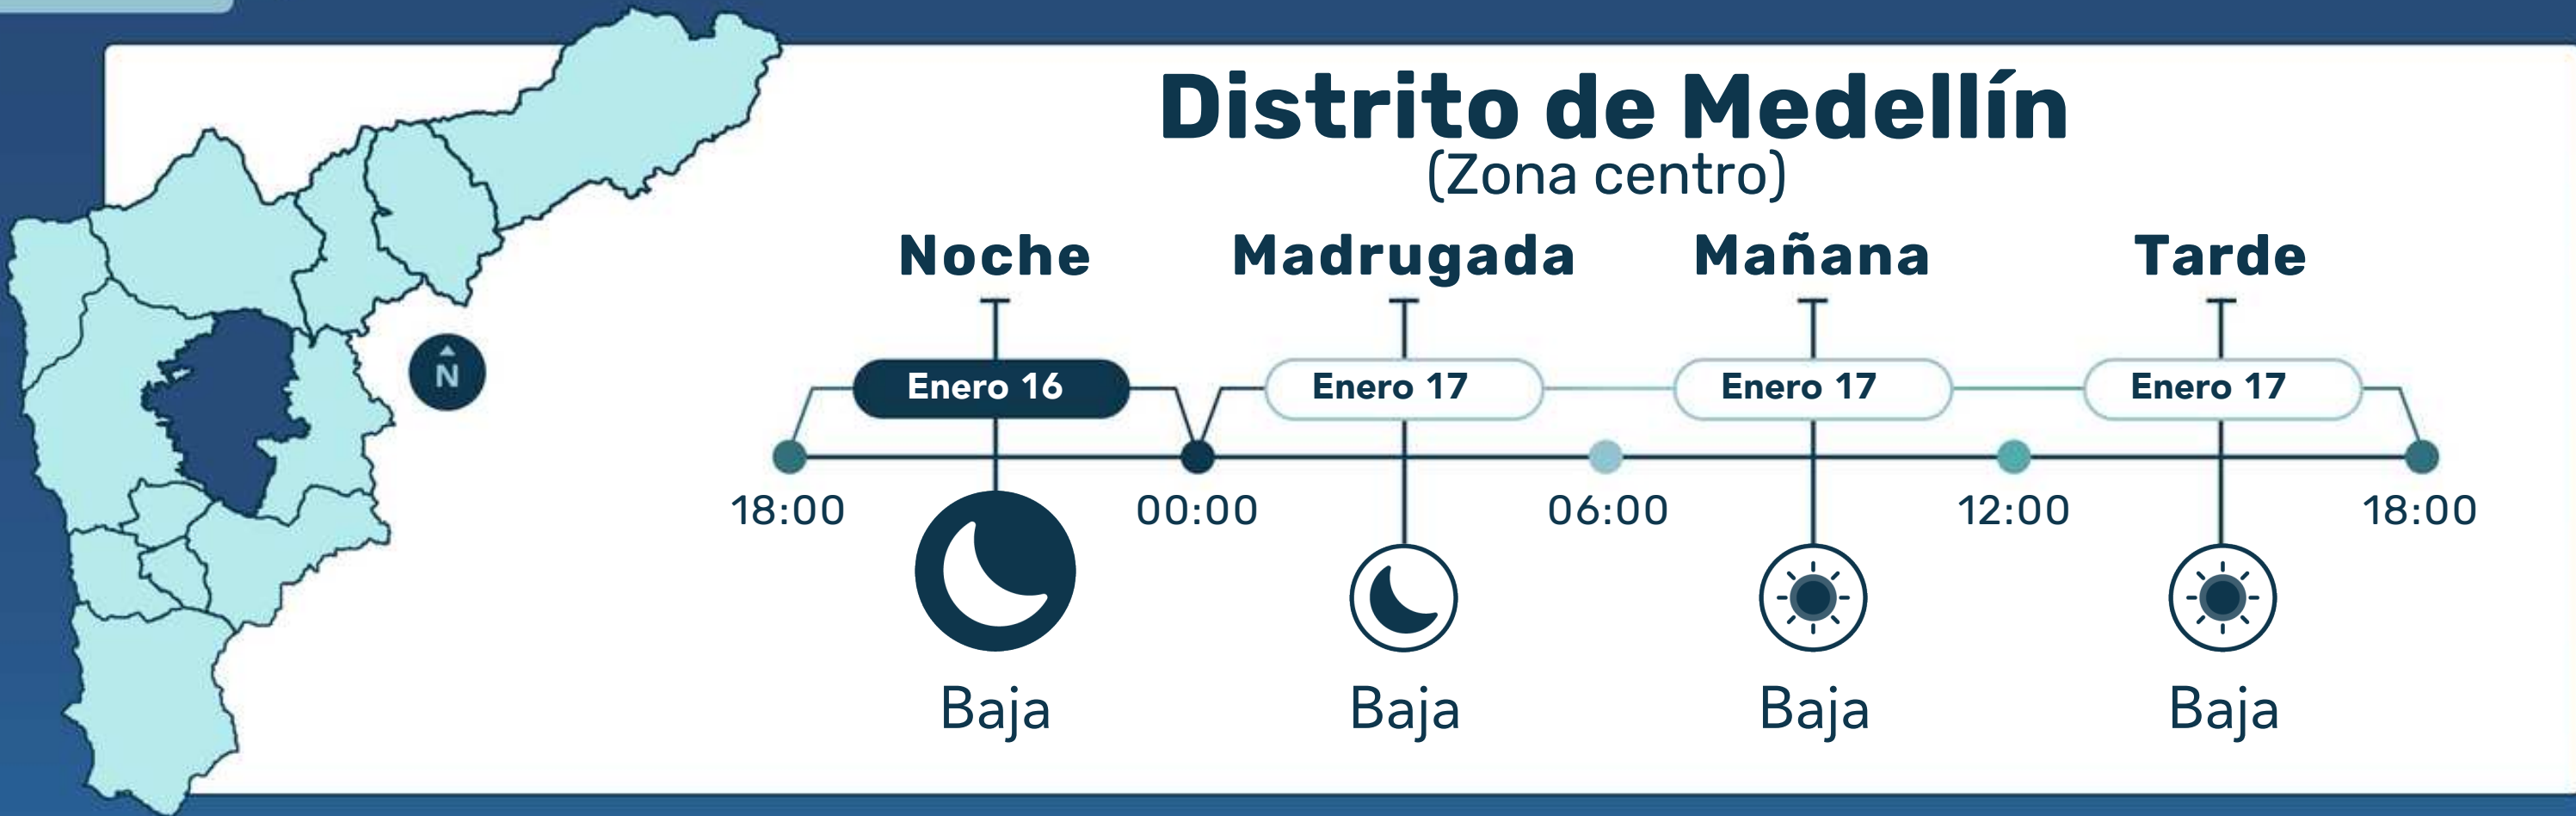 Distrito de Medellín
(Zona centro)
Noche Madrugada Mañana Tarde
Enero 16 Enero 17 Enero 17 Enero 17
N
18:00 00:00 06:00 12:00 18:00
Baja Baja Baja Baja